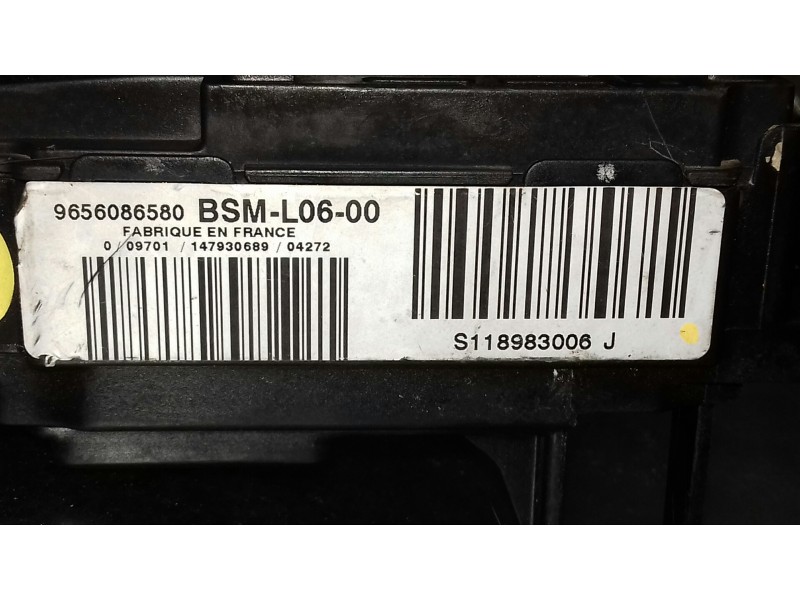 9656086580 BSM-L06-00
FABRIQUE EN FRANCE
0 / 09701 / 147930689 / 04272
S118983006 J